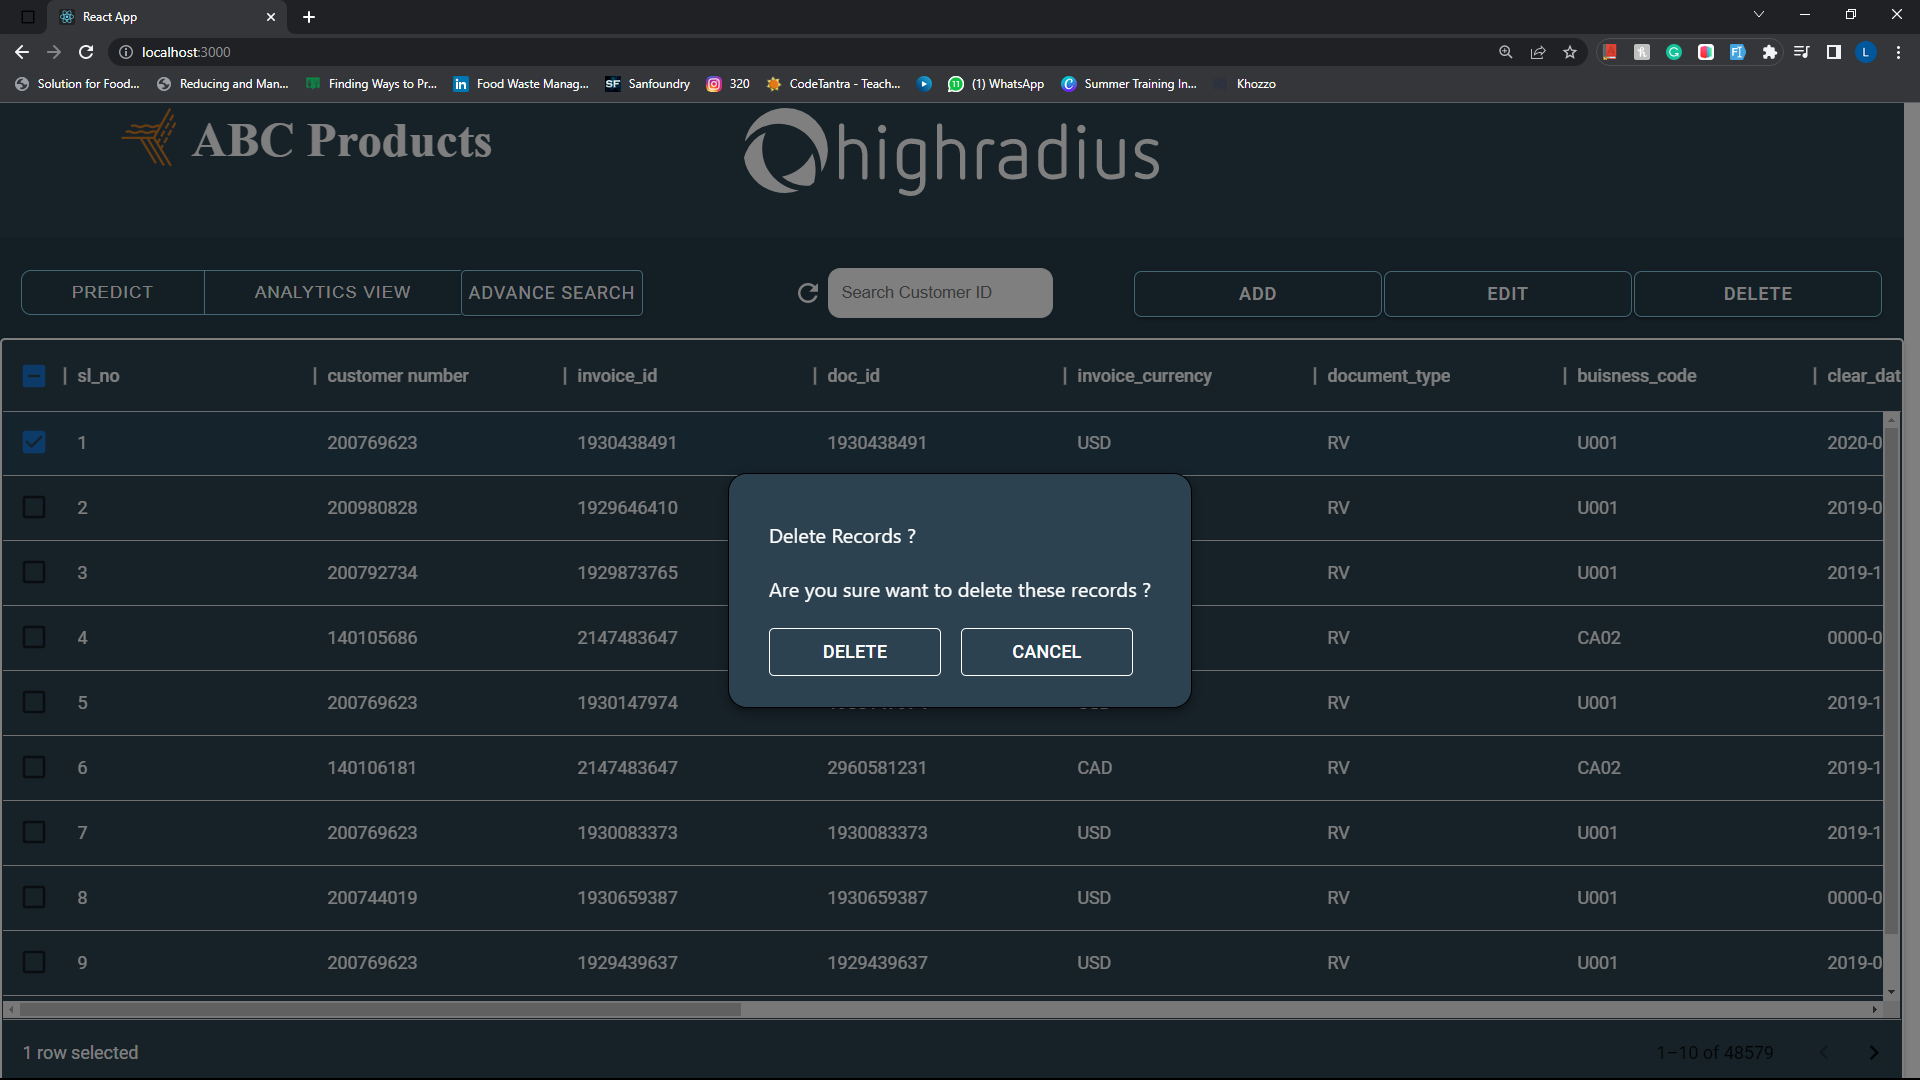 React App
localhost:3000
L
Solution for Food... Reducing and Man... Finding Ways to Pr... in Food Waste Manag... SF Sanfoundry 320 CodeTantra - Teach... (1) WhatsApp Summer Training In... Khozzo
ABC Products highradius
PREDICT ANALYTICS VIEW ADVANCE SEARCH Search Customer ID ADD EDIT DELETE
sl_no customer number invoice_id doc_id invoice_currency document_type buisness_code clear_dat
1 200769623 1930438491 1930438491 USD RV U001 2020-0
2 200980828 1929646410 RV U001 2019-0
3 200792734 1929873765 RV U001 2019-1
4 140105686 2147483647 RV CA02 0000-0
5 200769623 1930147974 RV U001 2019-1
6 140106181 2147483647 2960581231 CAD RV CA02 2019-1
7 200769623 1930083373 1930083373 USD RV U001 2019-1
8 200744019 1930659387 1930659387 USD RV U001 0000-0
9 200769623 1929439637 1929439637 USD RV U001 2019-0
Delete Records ?
Are you sure want to delete these records ?
DELETE CANCEL
1 row selected 1–10 of 48579